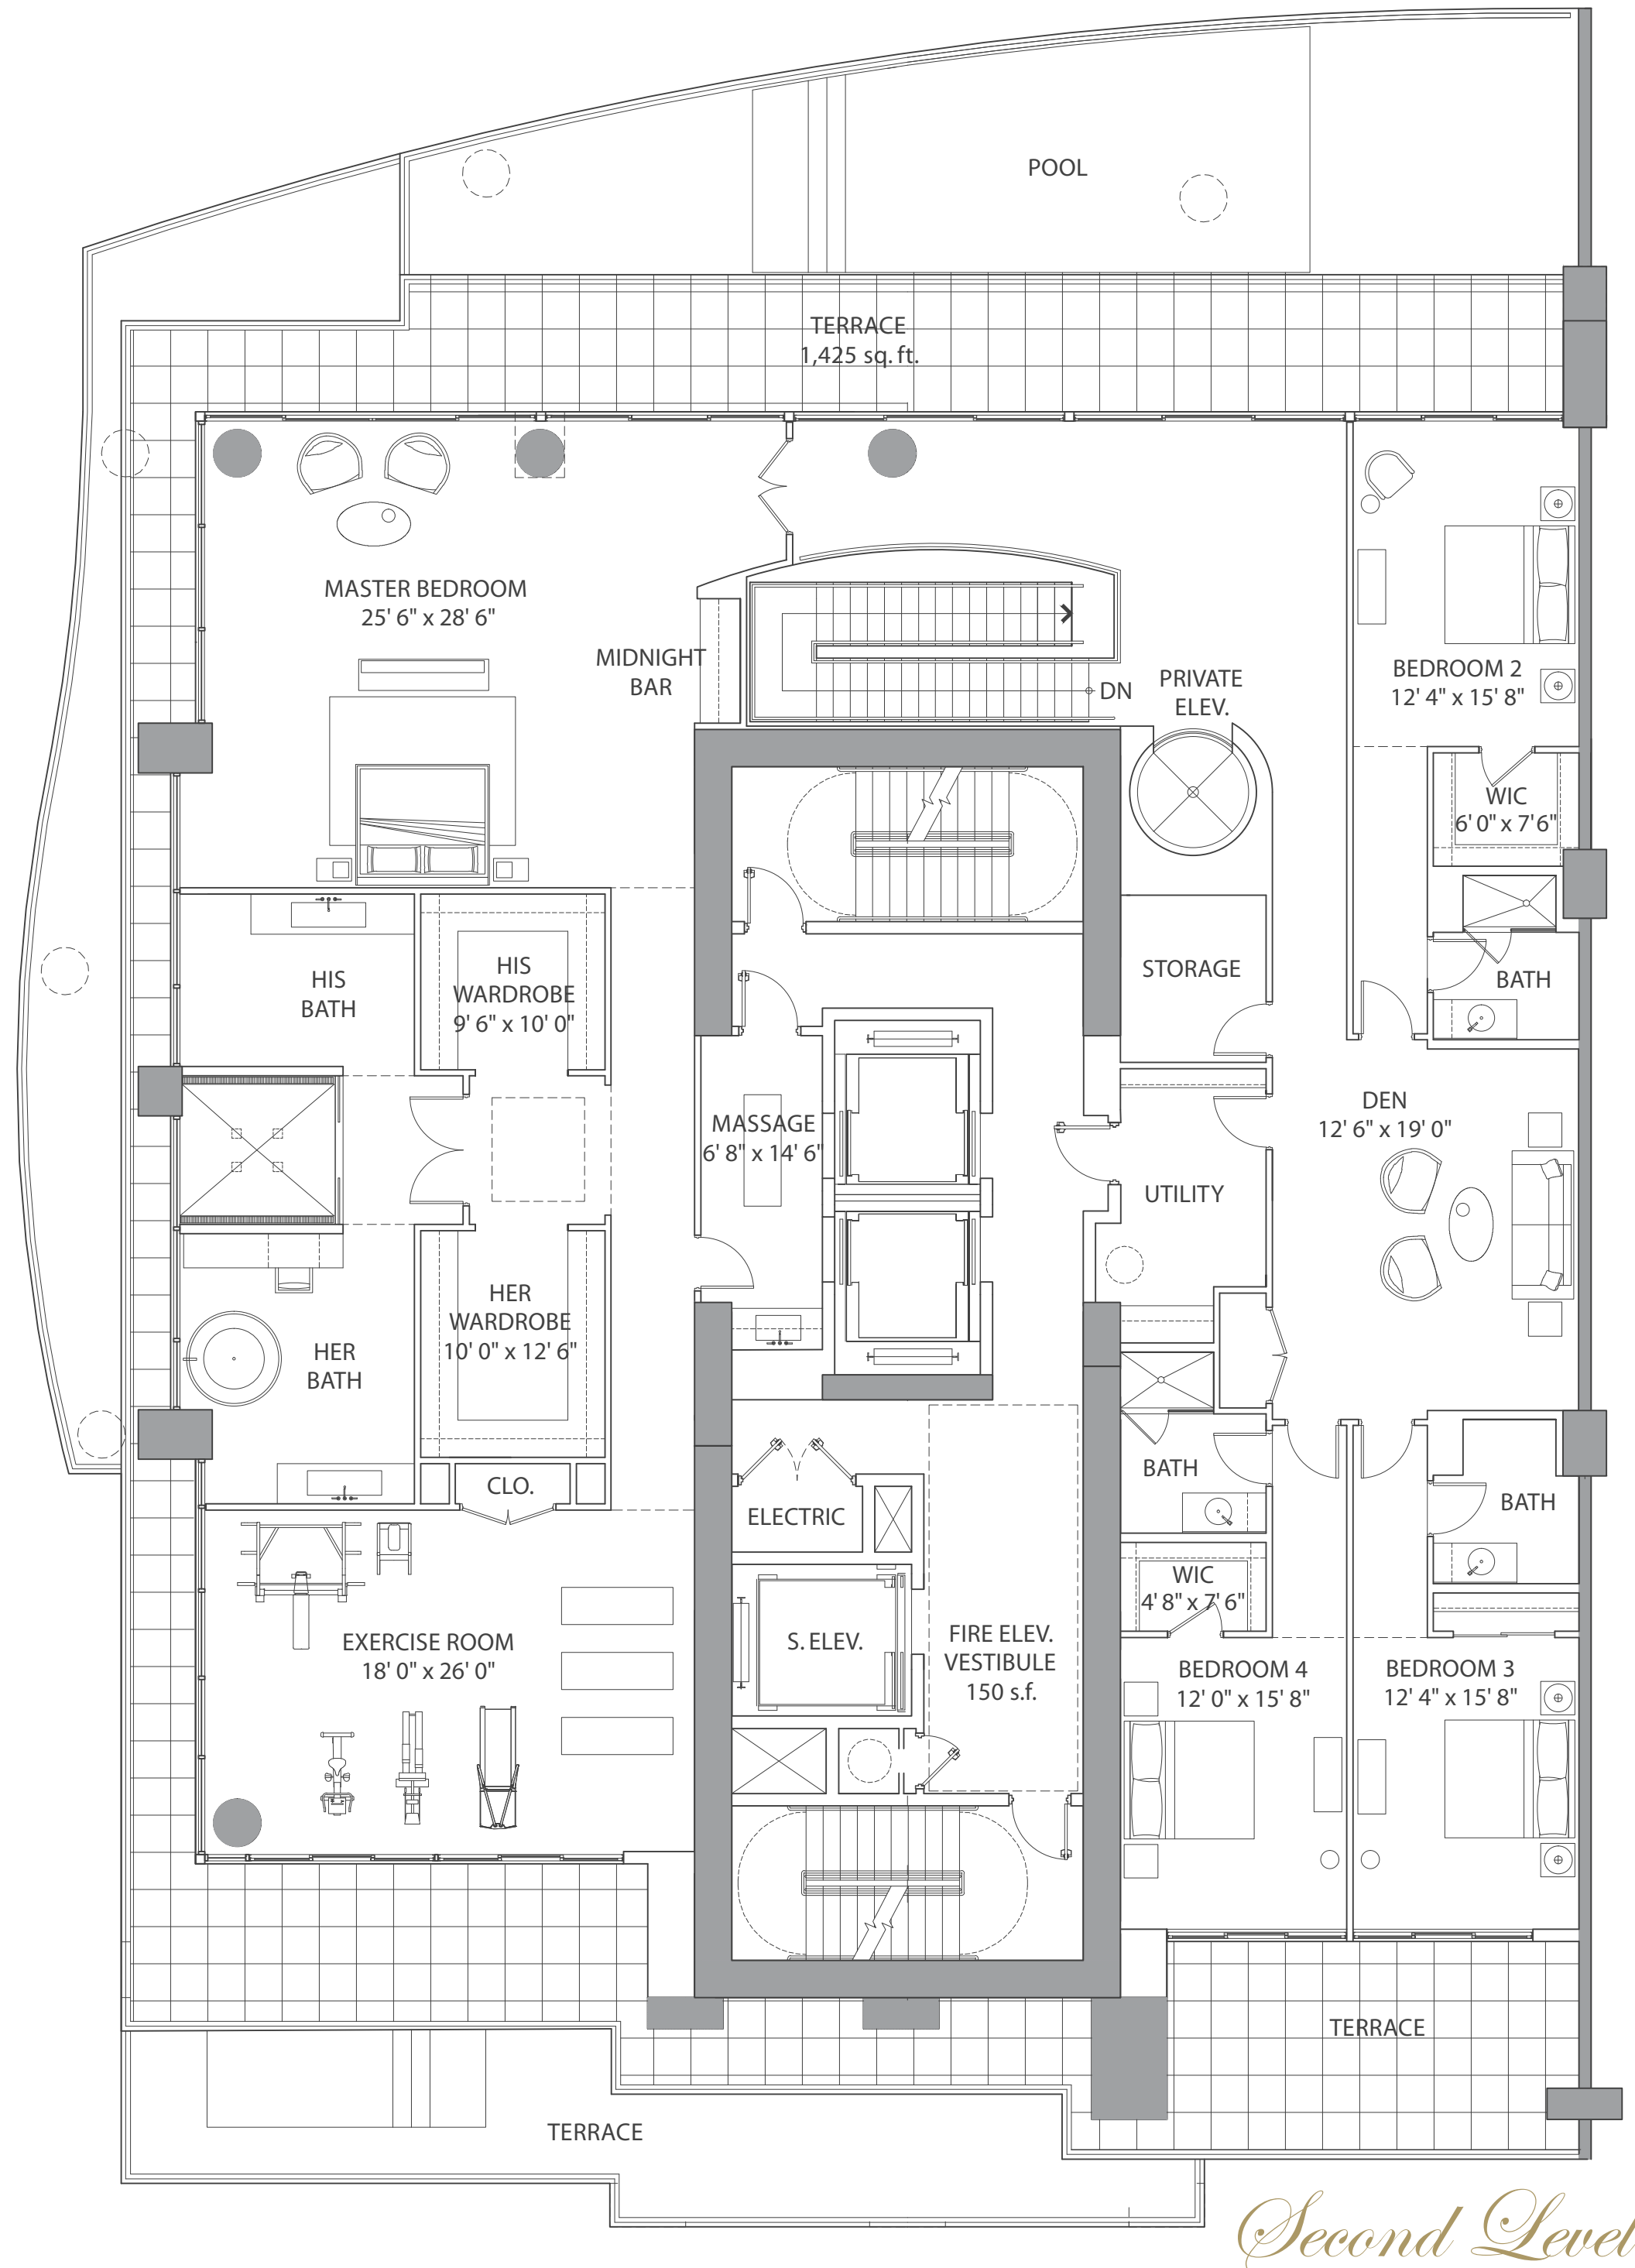 POOL
TERRACE
1,425 sq. ft.
MASTER BEDROOM
25' 6" x 28' 6"
MIDNIGHT
BAR
DN
PRIVATE
ELEV.
BEDROOM 2
12' 4" x 15' 8"
WIC
6' 0" x 7'6"
HIS
BATH
HIS
WARDROBE
9' 6" x 10' 0"
STORAGE
BATH
MASSAGE
6' 8" x 14' 6"
DEN
12' 6" x 19' 0"
UTILITY
HER
WARDROBE
10' 0" x 12' 6"
HER
BATH
CLO.
ELECTRIC
BATH
BATH
WIC
4' 8" x 7' 6"
EXERCISE ROOM
18' 0" x 26' 0"
S. ELEV.
FIRE ELEV.
VESTIBULE
150 s.f.
BEDROOM 4
12' 0" x 15' 8"
BEDROOM 3
12' 4" x 15' 8"
TERRACE
TERRACE
Second Level